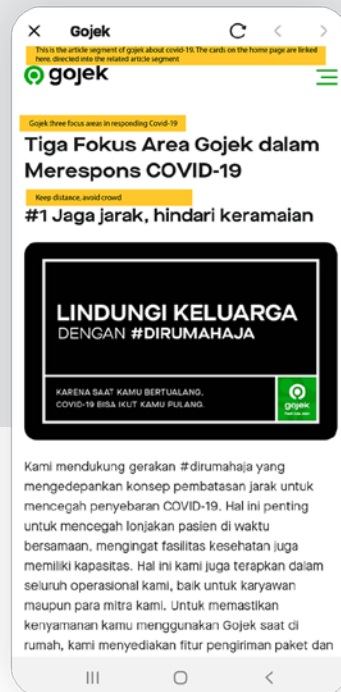 Gojek
This is the article segment of gojek about covid-19. The cards on the home page are linked
here, directed into the related article segment
gojek
Gojek three focus areas in responding Covid-19
Tiga Fokus Area Gojek dalam
Merespons COVID-19
Keep distance, avoid crowd
#1 Jaga jarak, hindari keramaian
LINDUNGI KELUARGA
DENGAN #DIRUMAHAJA
KARENA SAAT KAMU BERTUALANG,
COVID-19 BISA IKUT KAMU PULANG.
gojek
Kami mendukung gerakan #dirumahaja yang
mengedepankan konsep pembatasan jarak untuk
mencegah penyebaran COVID-19. Hal ini penting
untuk mencegah lonjakan pasien di waktu
bersamaan, mengingat fasilitas kesehatan juga
memiliki kapasitas. Hal ini kami juga terapkan dalam
seluruh operasional kami, baik untuk karyawan
maupun para mitra kami. Untuk memastikan
kenyamanan kamu menggunakan Gojek saat di
rumah, kami menyediakan fitur pengiriman paket dan